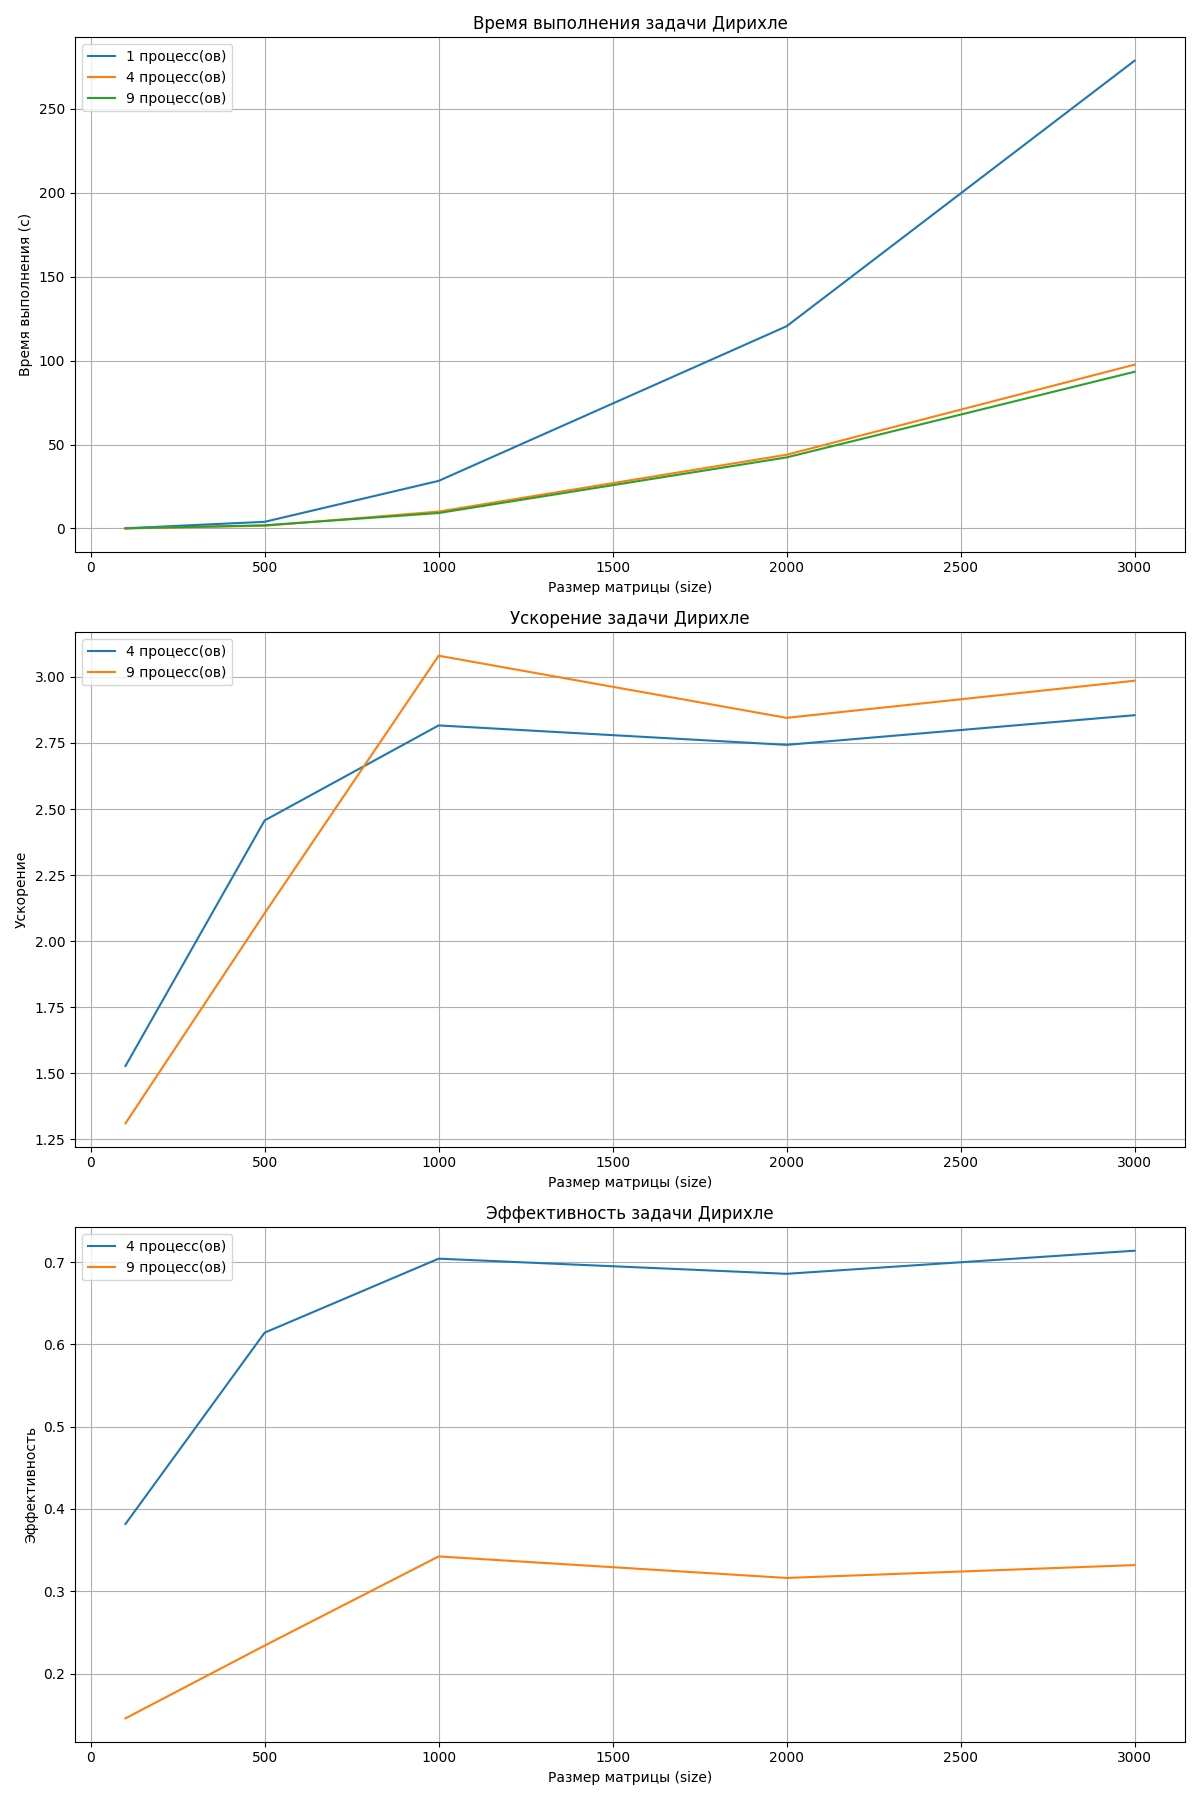 Время выполнения задачи Дирихле
1 процесс(ов)
4 процесс(ов)
9 процесс(ов)
Время выполнения (с)
250
200
150
100
50
0
0 500 1000 1500 2000 2500 3000
Размер матрицы (size)
Ускорение задачи Дирихле
4 процесс(ов)
9 процесс(ов)
Ускорение
3.00
2.75
2.50
2.25
2.00
1.75
1.50
1.25
0 500 1000 1500 2000 2500 3000
Размер матрицы (size)
Эффективность задачи Дирихле
4 процесс(ов)
9 процесс(ов)
Эффективность
0.7
0.6
0.5
0.4
0.3
0.2
0 500 1000 1500 2000 2500 3000
Размер матрицы (size)